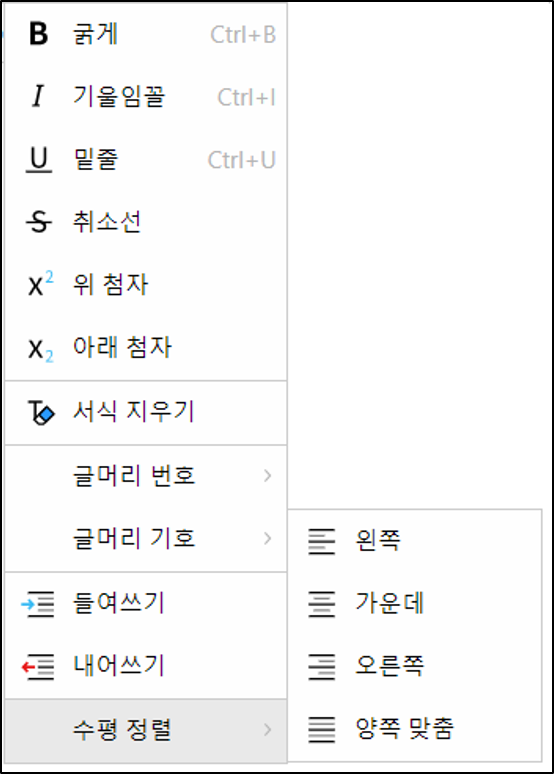 B 굵게 Ctrl+B
I 기울임꼴 Ctrl+I
U 밑줄 Ctrl+U
S 취소선
X² 위 첨자
X₂ 아래 첨자
서식 지우기
글머리 번호
글머리 기호
들여쓰기
내어쓰기
수평 정렬
왼쪽
가운데
오른쪽
양쪽 맞춤